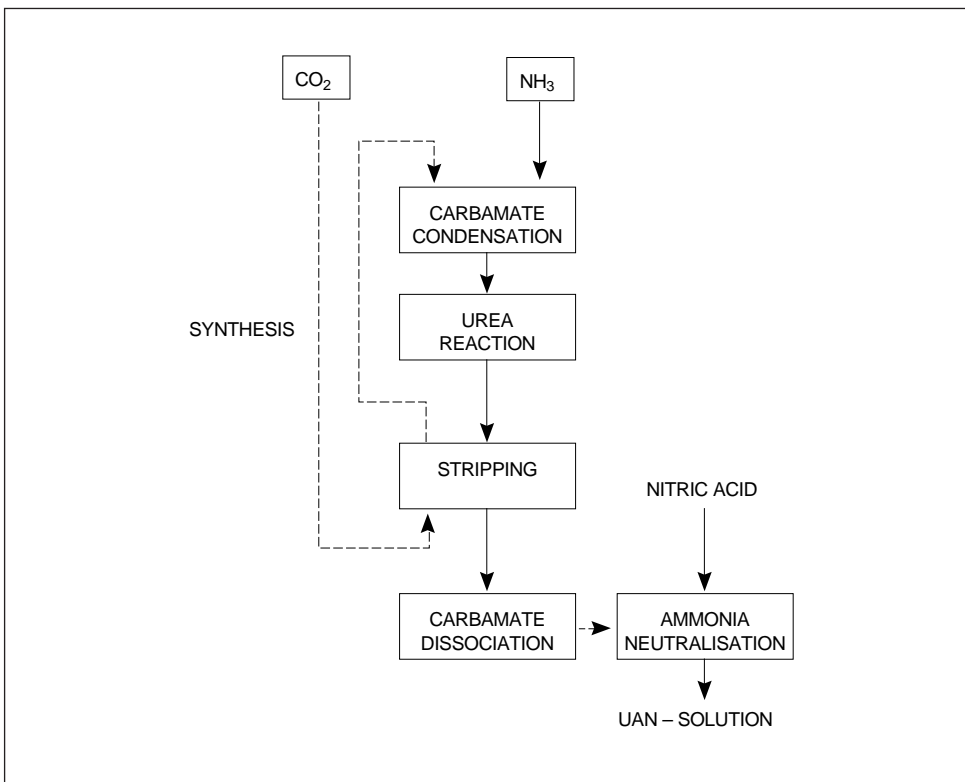 CO₂
NH₃
CARBAMATE
CONDENSATION
UREA
REACTION
SYNTHESIS
STRIPPING
NITRIC ACID
CARBAMATE
DISSOCIATION
AMMONIA
NEUTRALISATION
UAN – SOLUTION